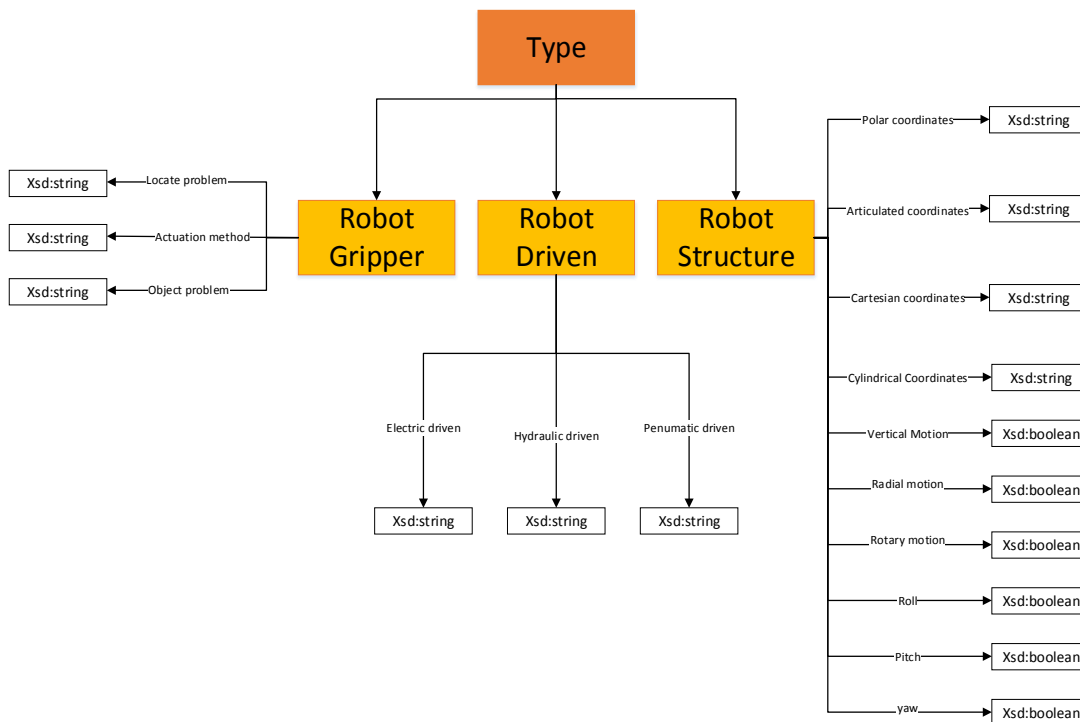 Type
Robot
Gripper
Robot
Driven
Robot
Structure
Locate problem
Xsd:string
Actuation method
Xsd:string
Object problem
Xsd:string
Electric driven
Hydraulic driven
Penumatic driven
Xsd:string
Xsd:string
Xsd:string
Polar coordinates
Xsd:string
Articulated coordinates
Xsd:string
Cartesian coordinates
Xsd:string
Cylindrical Coordinates
Xsd:string
Vertical Motion
Xsd:boolean
Radial motion
Xsd:boolean
Rotary motion
Xsd:boolean
Roll
Xsd:boolean
Pitch
Xsd:boolean
yaw
Xsd:boolean